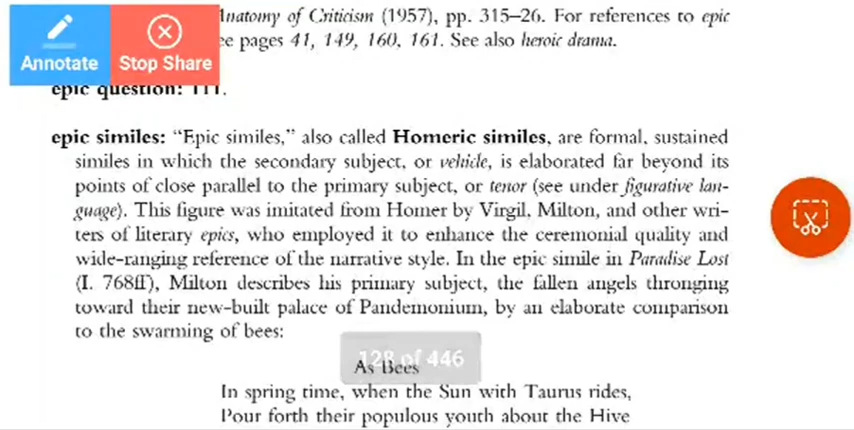 Anatomy of Criticism (1957), pp. 315–26. For references to epic
ee pages 41, 149, 160, 161. See also heroic drama.
Annotate Stop Share
epic question: 111.
epic similes: “Epic similes,” also called Homeric similes, are formal, sustained
similes in which the secondary subject, or vehicle, is elaborated far beyond its
points of close parallel to the primary subject, or tenor (see under figurative lan-
guage). This figure was imitated from Homer by Virgil, Milton, and other wri-
ters of literary epics, who employed it to enhance the ceremonial quality and
wide-ranging reference of the narrative style. In the epic simile in Paradise Lost
(I. 768ff), Milton describes his primary subject, the fallen angels thronging
toward their new-built palace of Pandemonium, by an elaborate comparison
to the swarming of bees:
128 of 446
As Bees
In spring time, when the Sun with Taurus rides,
Pour forth their populous youth about the Hive